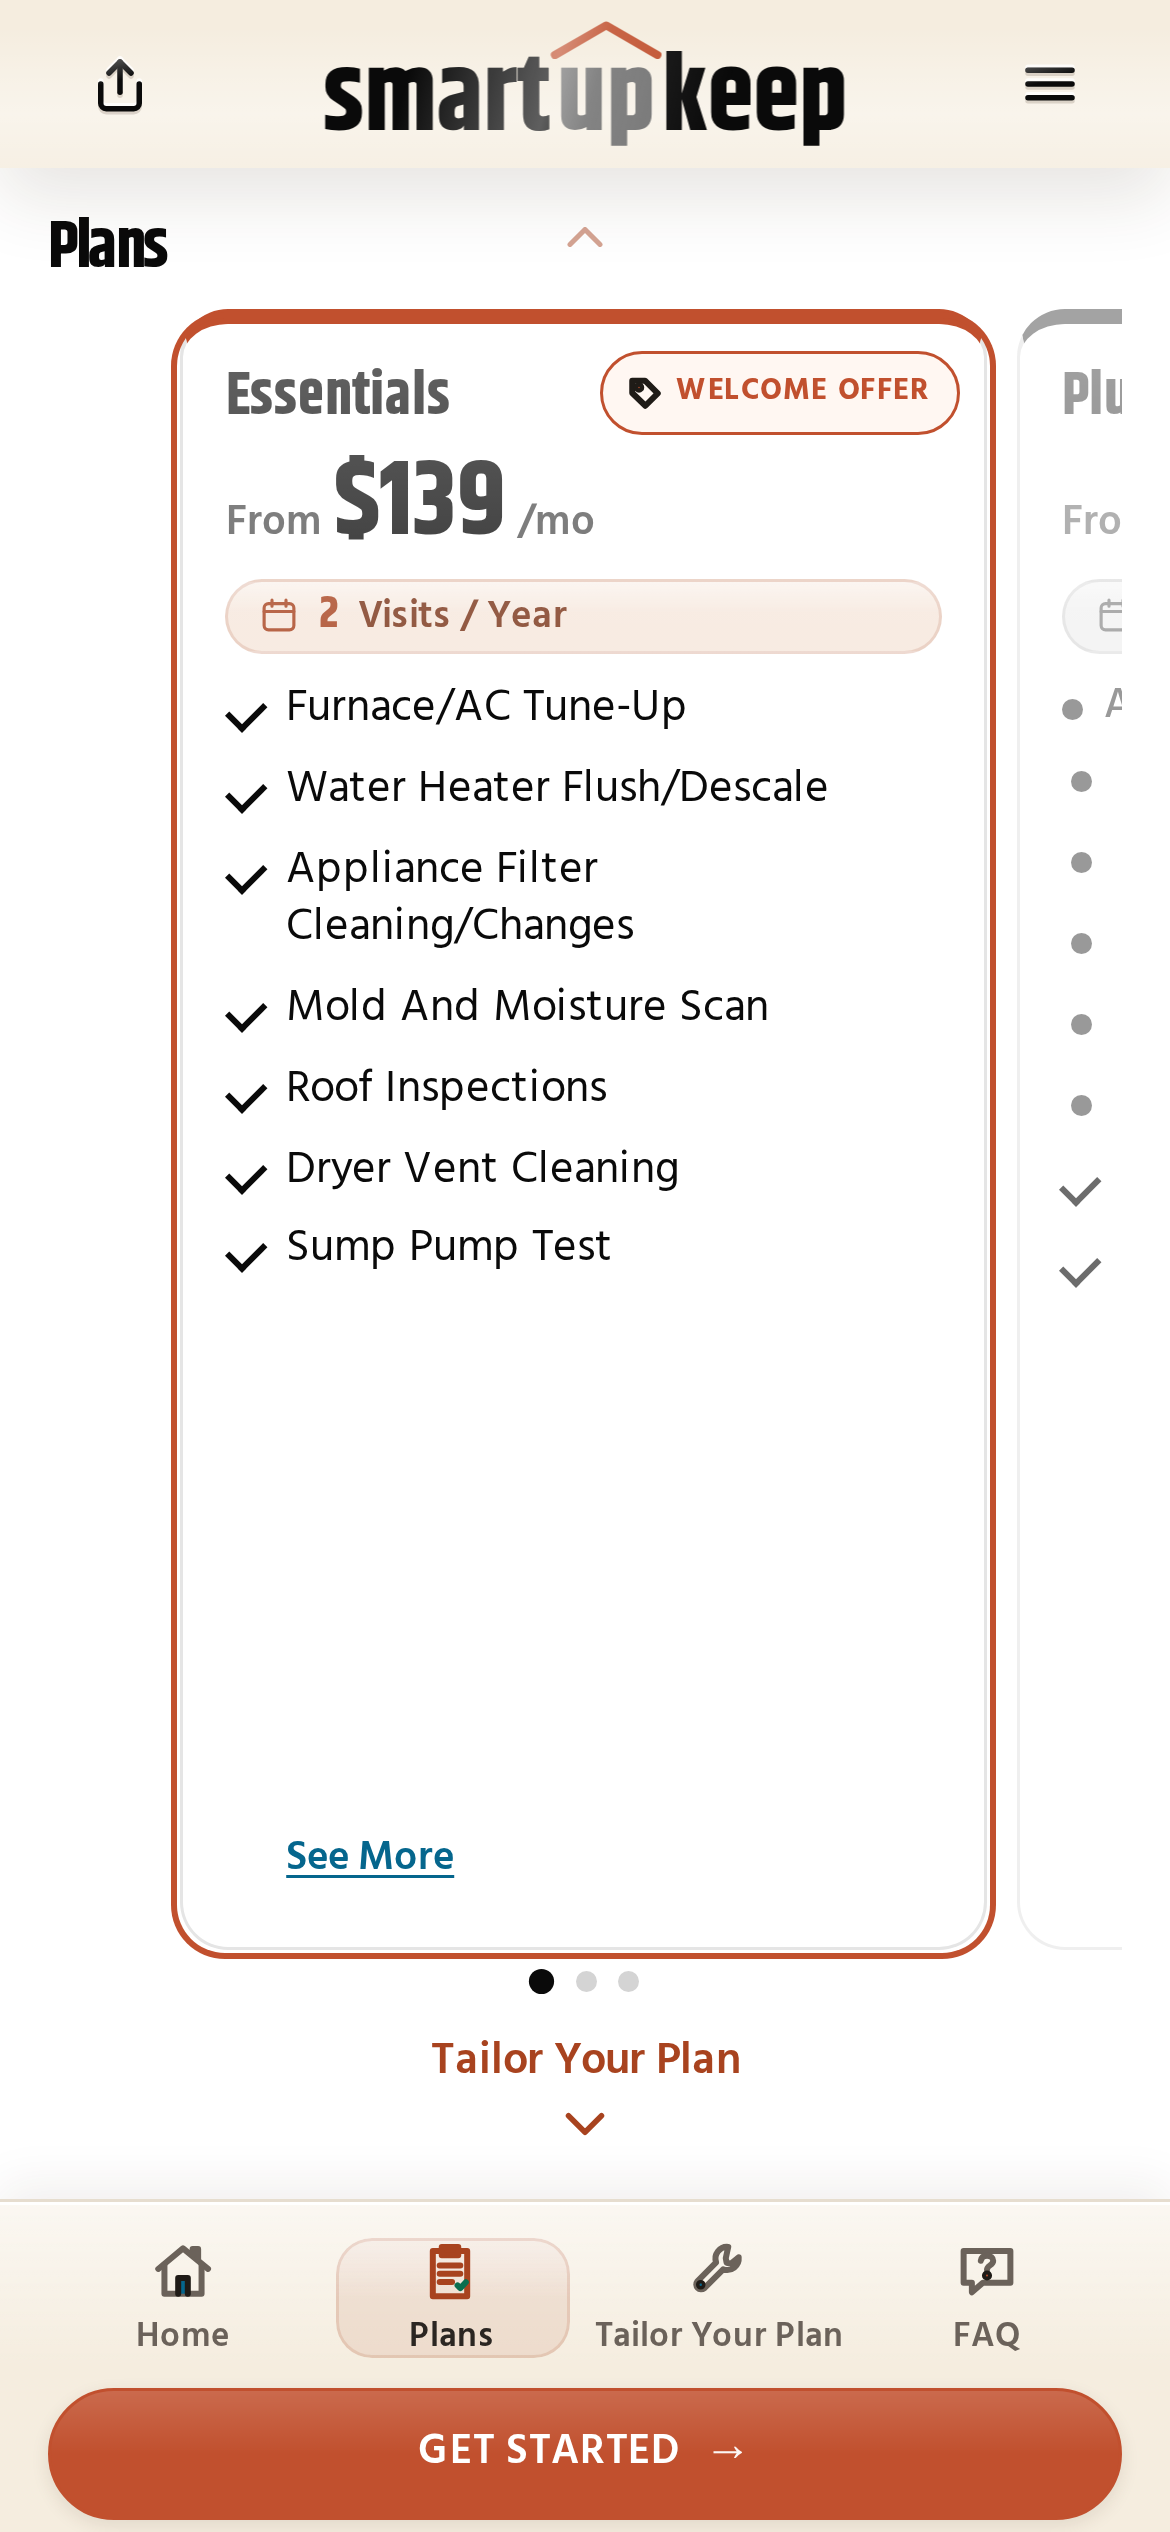 smartupkeep
Plans
Essentials
WELCOME OFFER
From $139 /mo
2 Visits / Year
Furnace/AC Tune-Up
Water Heater Flush/Descale
Appliance Filter
Cleaning/Changes
Mold And Moisture Scan
Roof Inspections
Dryer Vent Cleaning
Sump Pump Test
See More
Tailor Your Plan
Home
Plans
Tailor Your Plan
FAQ
GET STARTED →